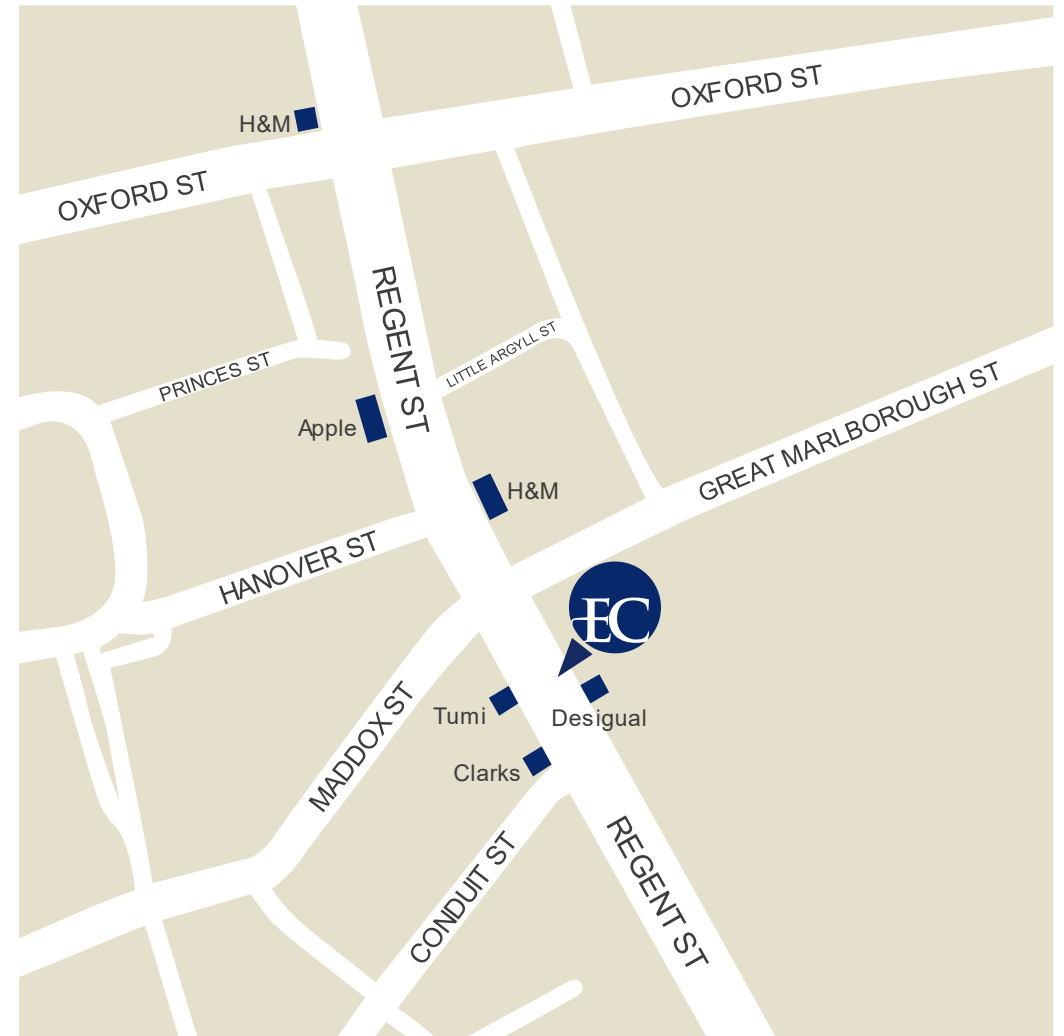 OXFORD ST
H&M
OXFORD ST
REGENT ST
LITTLE ARGYLL ST
PRINCES ST
GREAT MARLBOROUGH ST
Apple
H&M
HANOVER ST
EC
MADDOX ST
Tumi
Desigual
Clarks
REGENT ST
CONDUIT ST